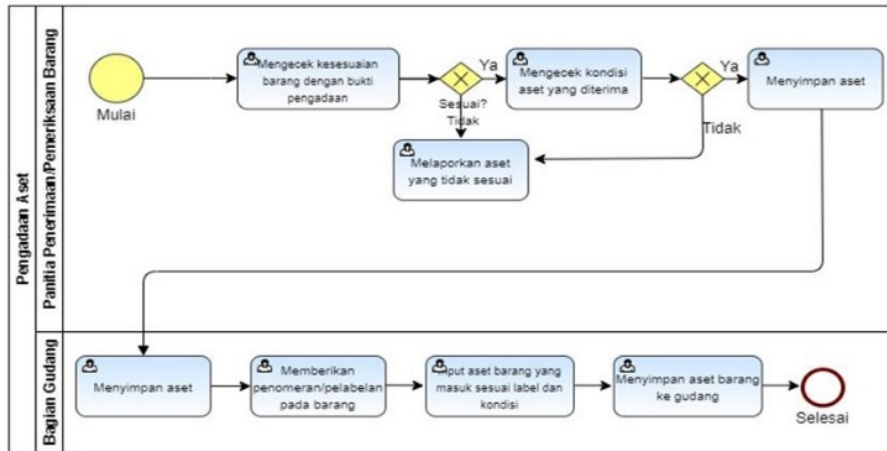 Pengadaan Aset
Panitia Penerimaan/Pemeriksaan Barang
Mulai
Mengecek kesesuaian
barang dengan bukti
pengadaan
Sesuai?
Ya
Tidak
Mengecek kondisi
aset yang diterima
Ya
Tidak
Menyimpan aset
Melaporkan aset
yang tidak sesuai
Bagian Gudang
Menyimpan aset
Memberikan
penomeran/pelabelan
pada barang
Input aset barang yang
masuk sesuai label dan
kondisi
Menyimpan aset barang
ke gudang
Selesai